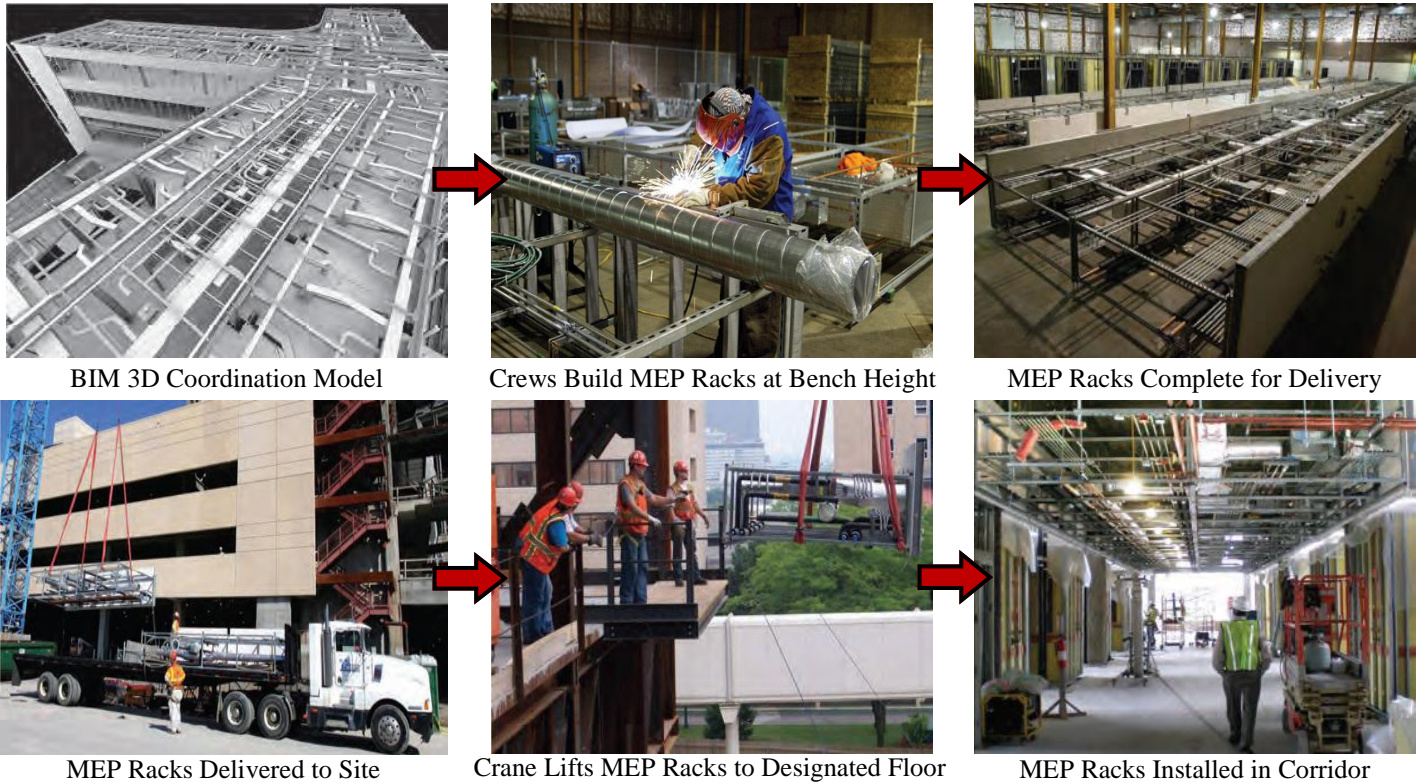 BIM 3D Coordination Model
Crews Build MEP Racks at Bench Height
MEP Racks Complete for Delivery
MEP Racks Delivered to Site
Crane Lifts MEP Racks to Designated Floor
MEP Racks Installed in Corridor